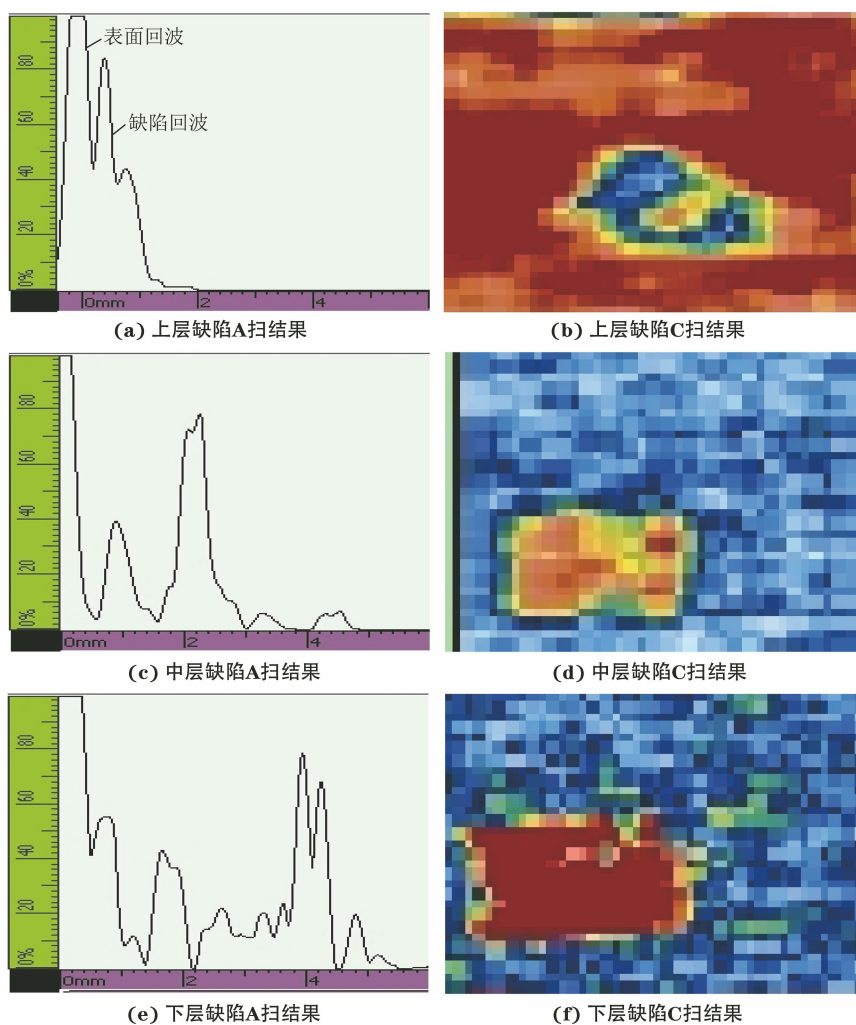 表面回波
缺陷回波
80
60
40
20
0%
0mm
2
4
(a) 上层缺陷A扫结果
(b) 上层缺陷C扫结果
80
60
40
20
0%
0mm
2
4
(c) 中层缺陷A扫结果
(d) 中层缺陷C扫结果
80
60
40
20
0%
0mm
2
4
(e) 下层缺陷A扫结果
(f) 下层缺陷C扫结果